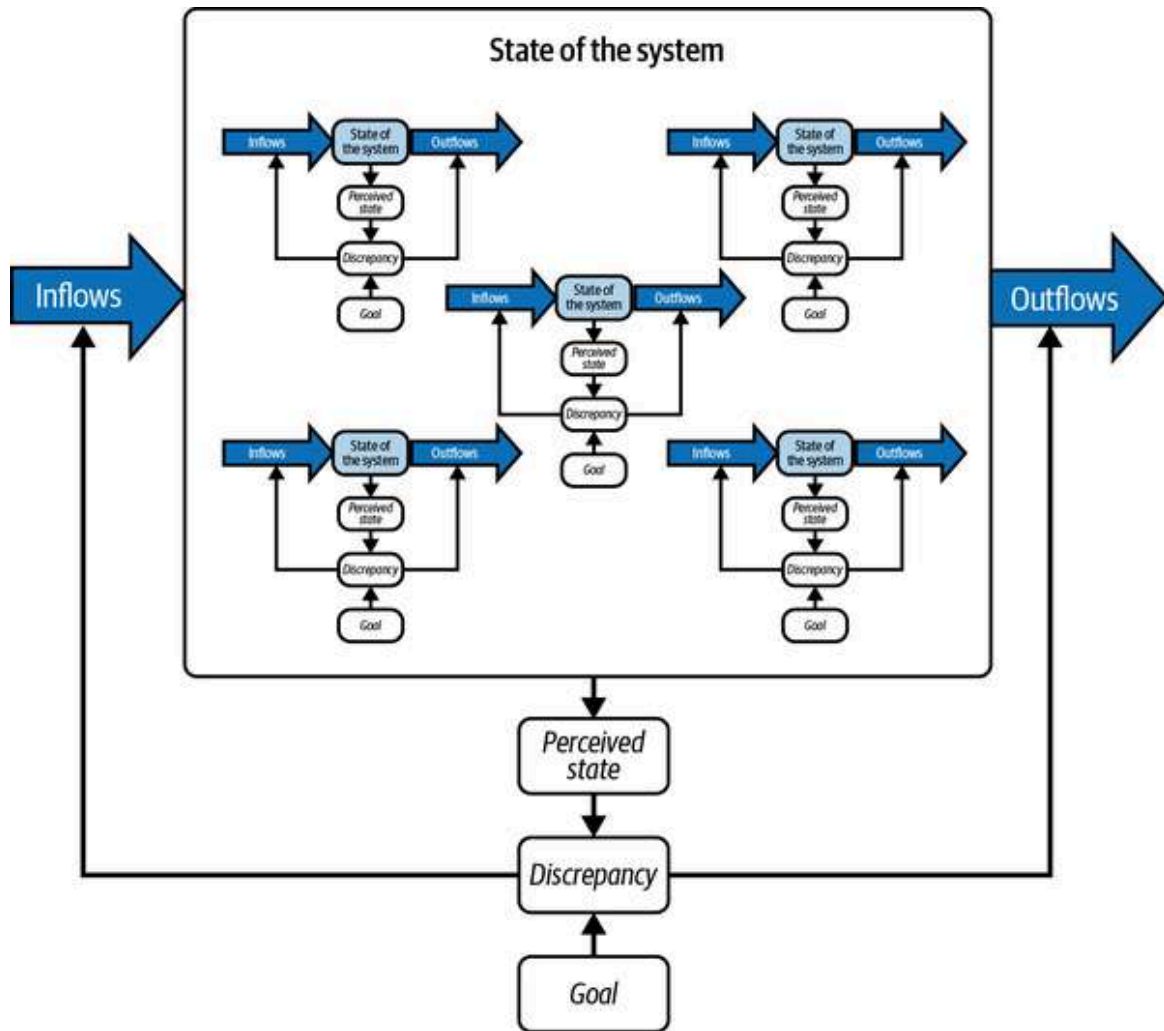 State of the system
Inflows
State of
the system
Outflows
Perceived
state
Discrepancy
Goal
Inflows
State of
the system
Outflows
Perceived
state
Discrepancy
Goal
Inflows
State of
the system
Outflows
Perceived
state
Discrepancy
Goal
Inflows
State of
the system
Outflows
Perceived
state
Discrepancy
Goal
Inflows
State of
the system
Outflows
Perceived
state
Discrepancy
Goal
Inflows
Outflows
Perceived
state
Discrepancy
Goal